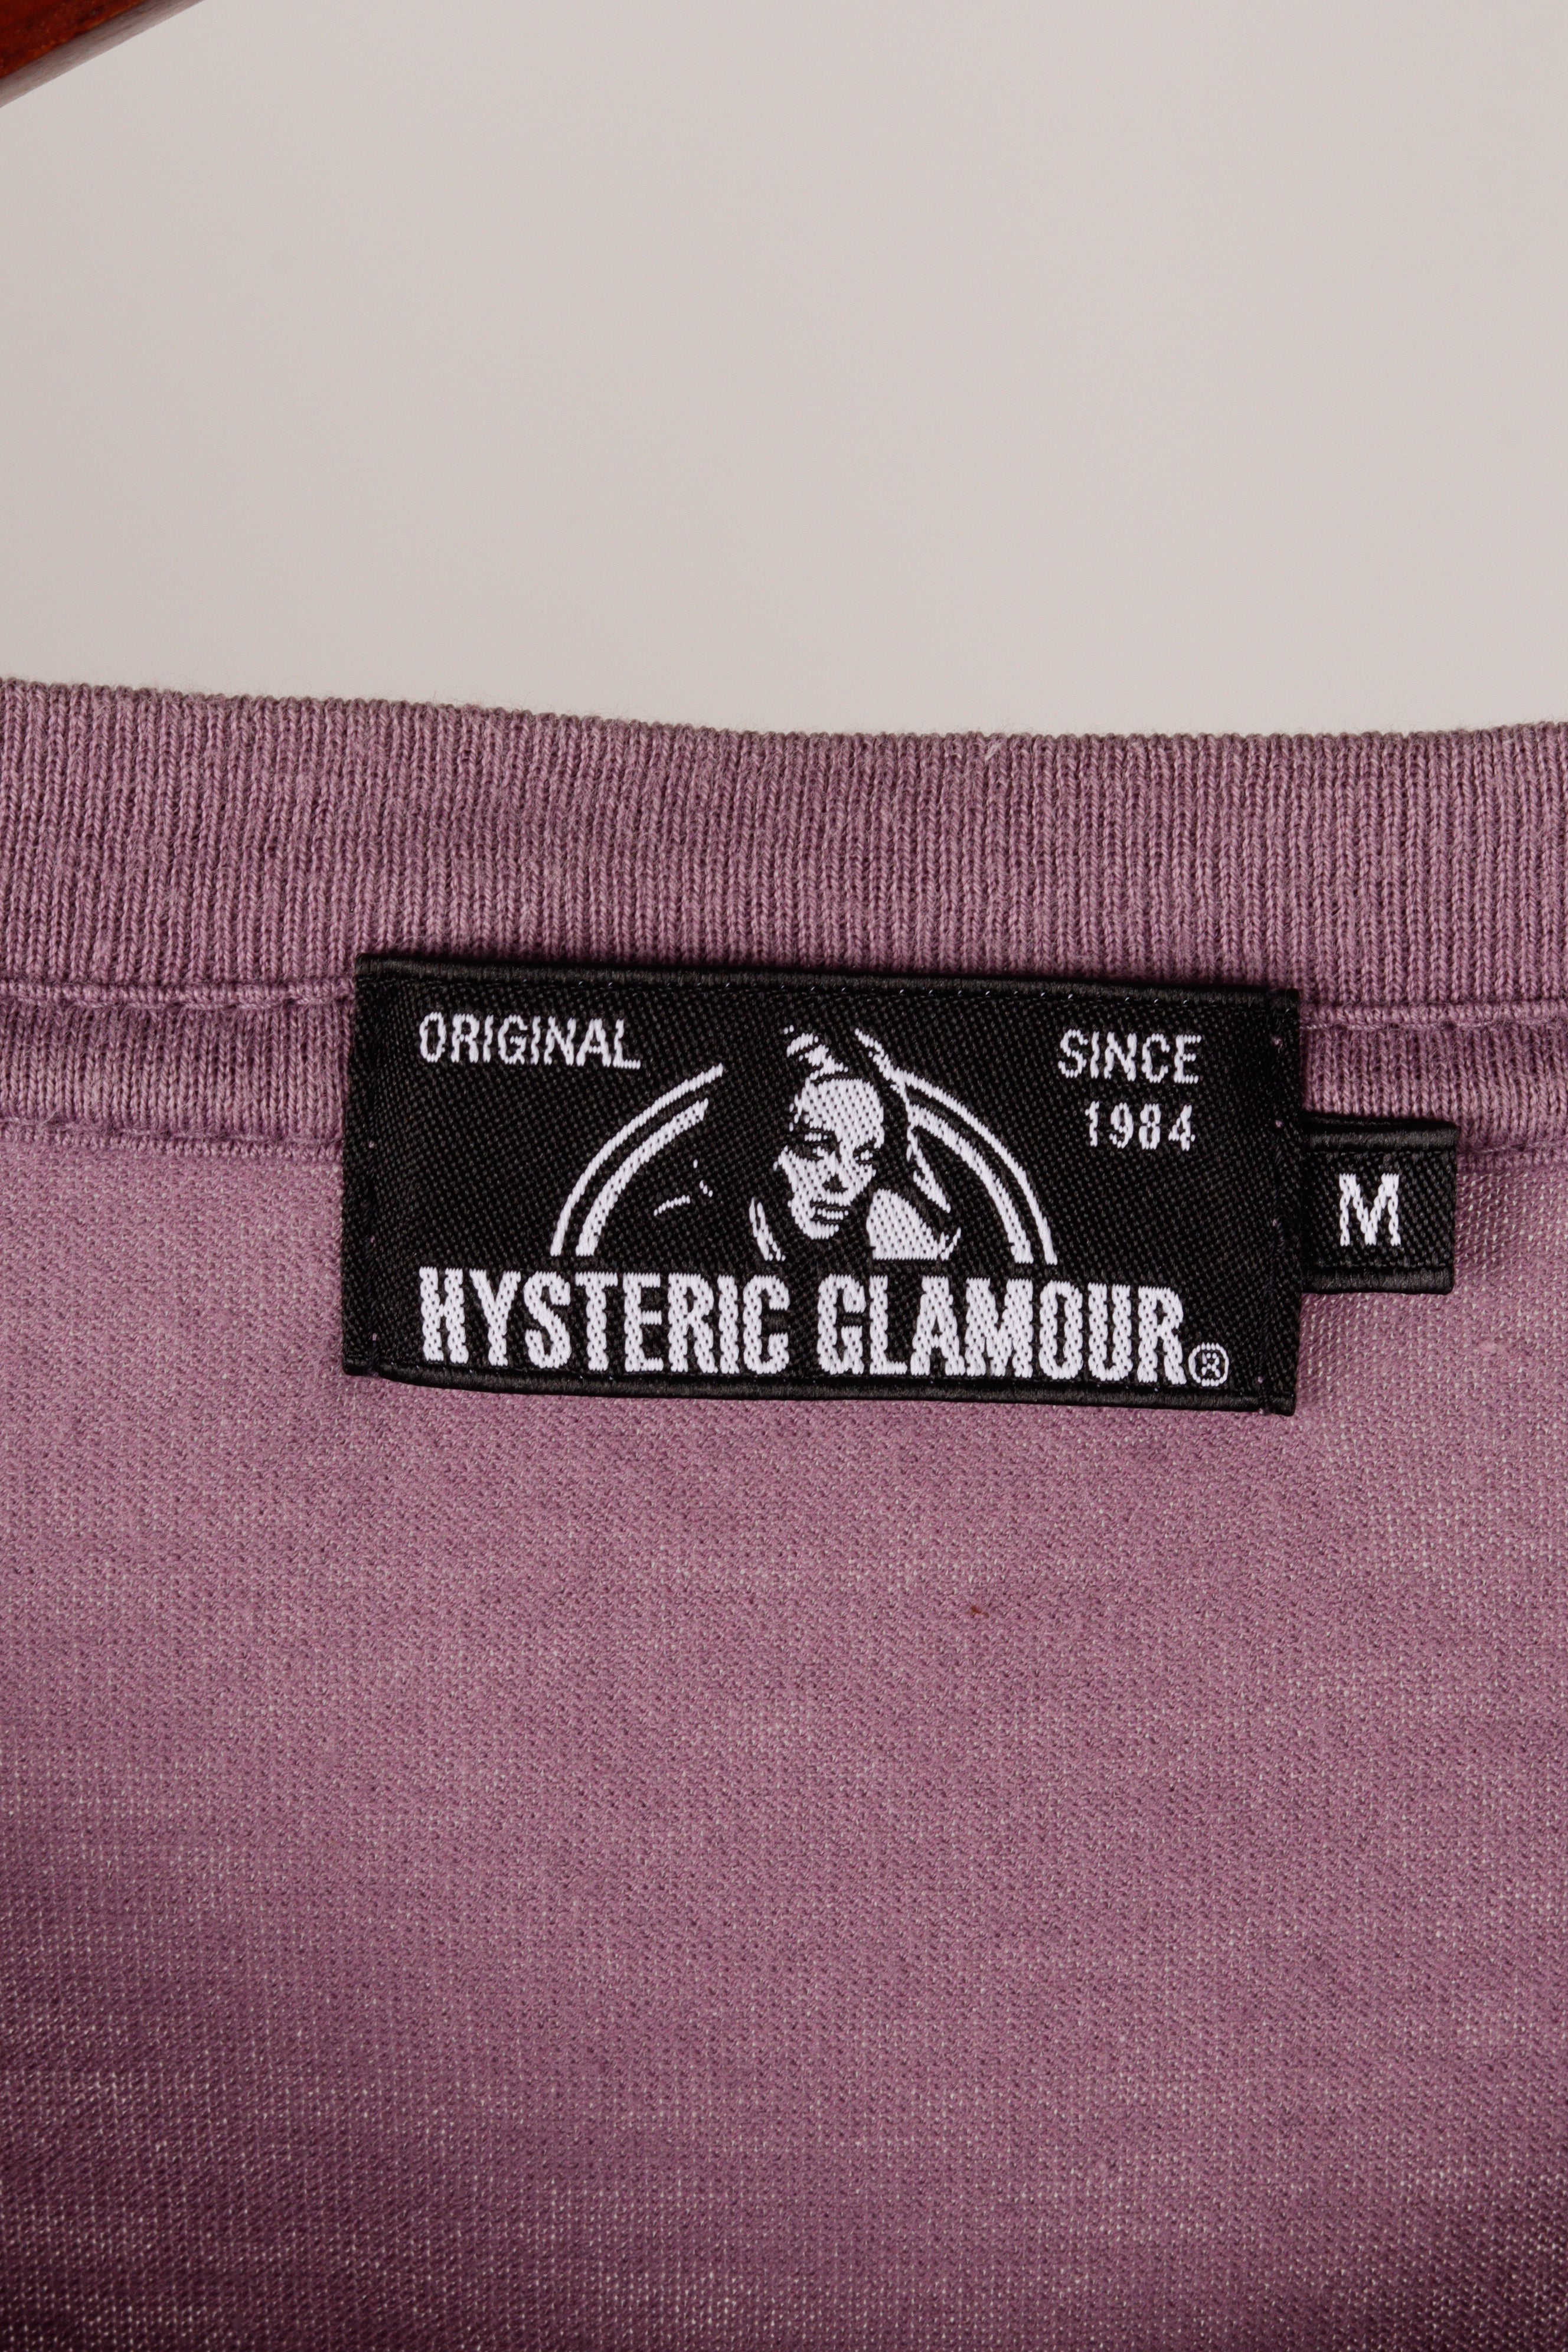 ORIGINAL
SINCE
1984
M
HYSTERIC GLAMOUR®